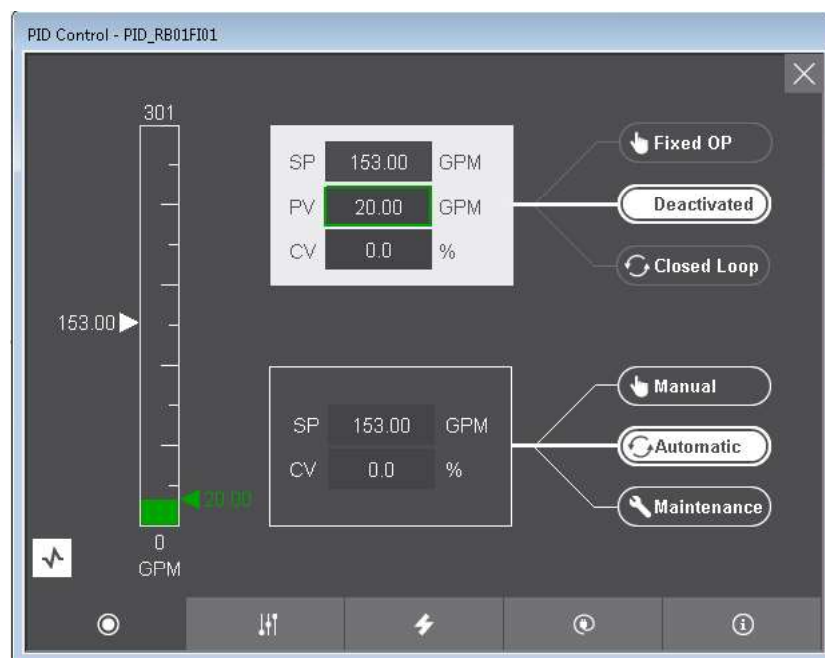 PID Control - PID_RB01FI01
301
153.00
20.00
0
GPM
SP 153.00 GPM
PV 20.00 GPM
CV 0.0 %
Fixed OP
Deactivated
Closed Loop
SP 153.00 GPM
CV 0.0 %
Manual
Automatic
Maintenance